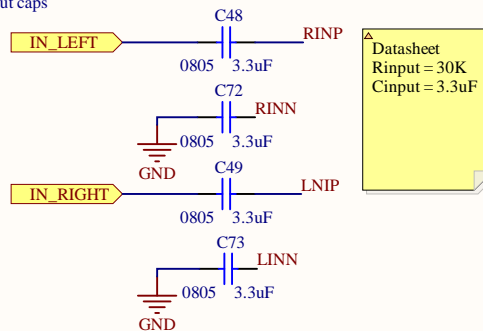 ut caps
C48
IN_LEFT
RINP
0805 3.3uF
C72
RINN
0805 3.3uF
GND
C49
IN_RIGHT
LNIP
0805 3.3uF
C73
LINN
0805 3.3uF
GND
Datasheet
Rinput = 30K
Cinput = 3.3uF